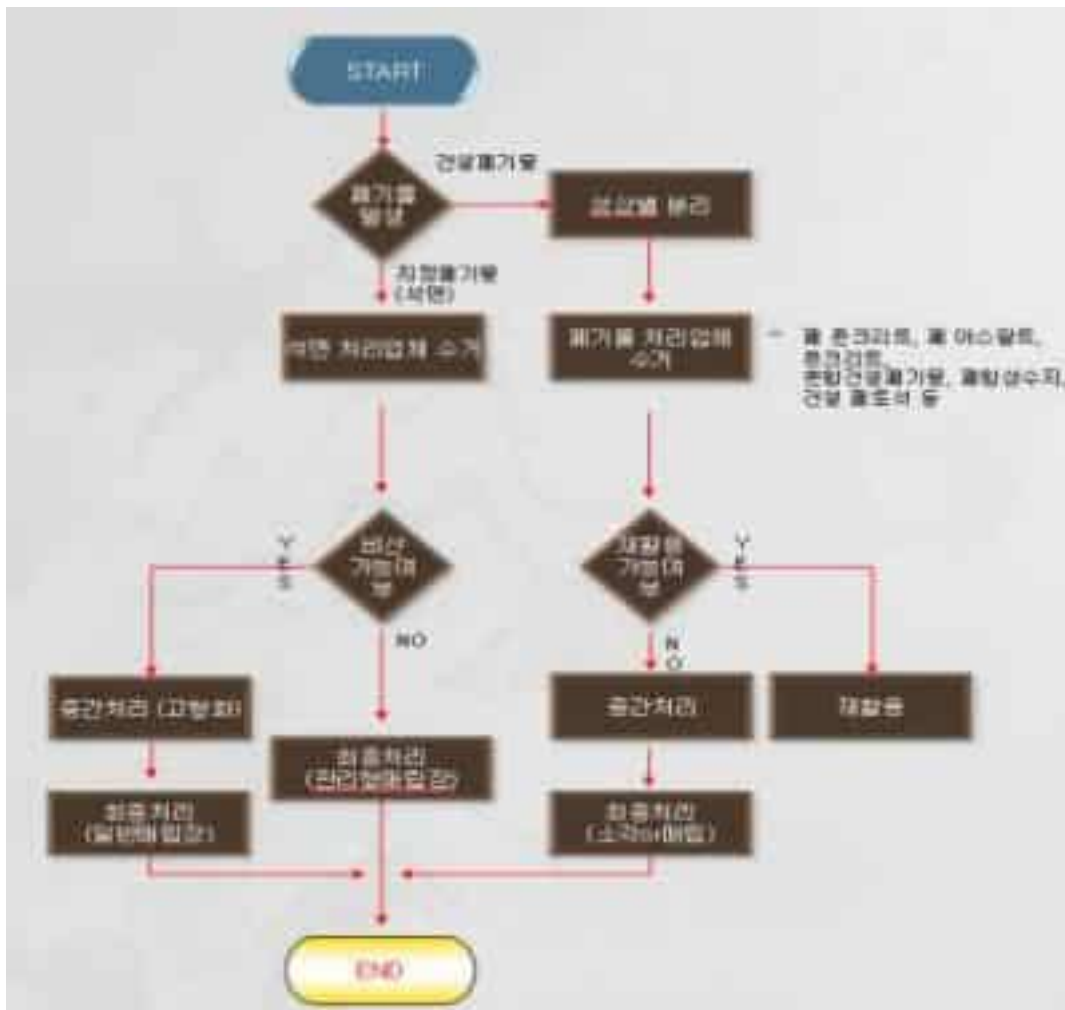 START
건설폐기물
폐기물
발생
성상별 분리
지정폐기물
(석면)
석면 처리업체 수거
폐기물 처리업체
수거
폐 콘크리트, 폐 아스팔트,
콘크리트,
혼합건설폐기물, 폐합성수지,
건설 폐토석 등
YES
비산
가능여
부
재활용
가능여
부
YES
NO
NO
중간처리 (고형화)
중간처리
재활용
최종처리
(관리형매립장)
최종처리
(일반매립장)
최종처리
END